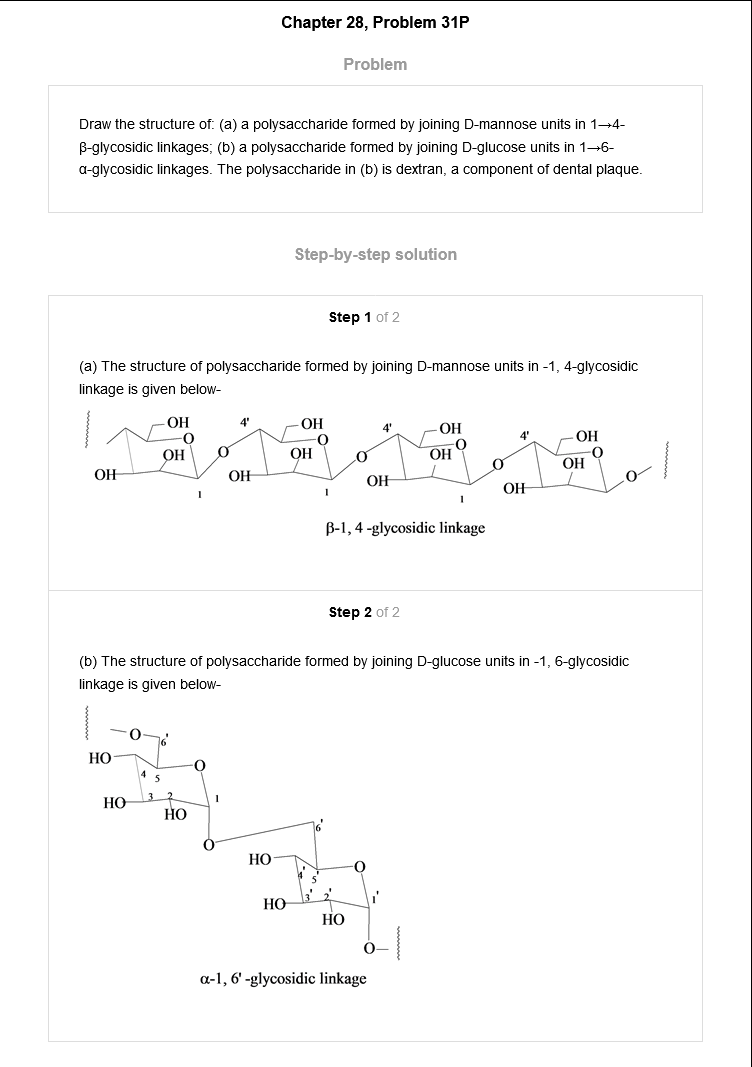 Chapter 28, Problem 31P
Problem
Draw the structure of: (a) a polysaccharide formed by joining D-mannose units in 1→4-
β-glycosidic linkages; (b) a polysaccharide formed by joining D-glucose units in 1→6-
α-glycosidic linkages. The polysaccharide in (b) is dextran, a component of dental plaque.
Step-by-step solution
Step 1 of 2
(a) The structure of polysaccharide formed by joining D-mannose units in -1, 4-glycosidic
linkage is given below-
OH 4' OH 4' OH 4' OH
O O O O
OH O OH O OH O OH O
OH OH OH OH
1 1 1
β-1, 4 -glycosidic linkage
Step 2 of 2
(b) The structure of polysaccharide formed by joining D-glucose units in -1, 6-glycosidic
linkage is given below-
O 6'
HO O
4 5
HO 3 2 1
HO
O
6'
HO O
4' 5'
HO 3' 2' 1'
HO
O
α-1, 6' -glycosidic linkage